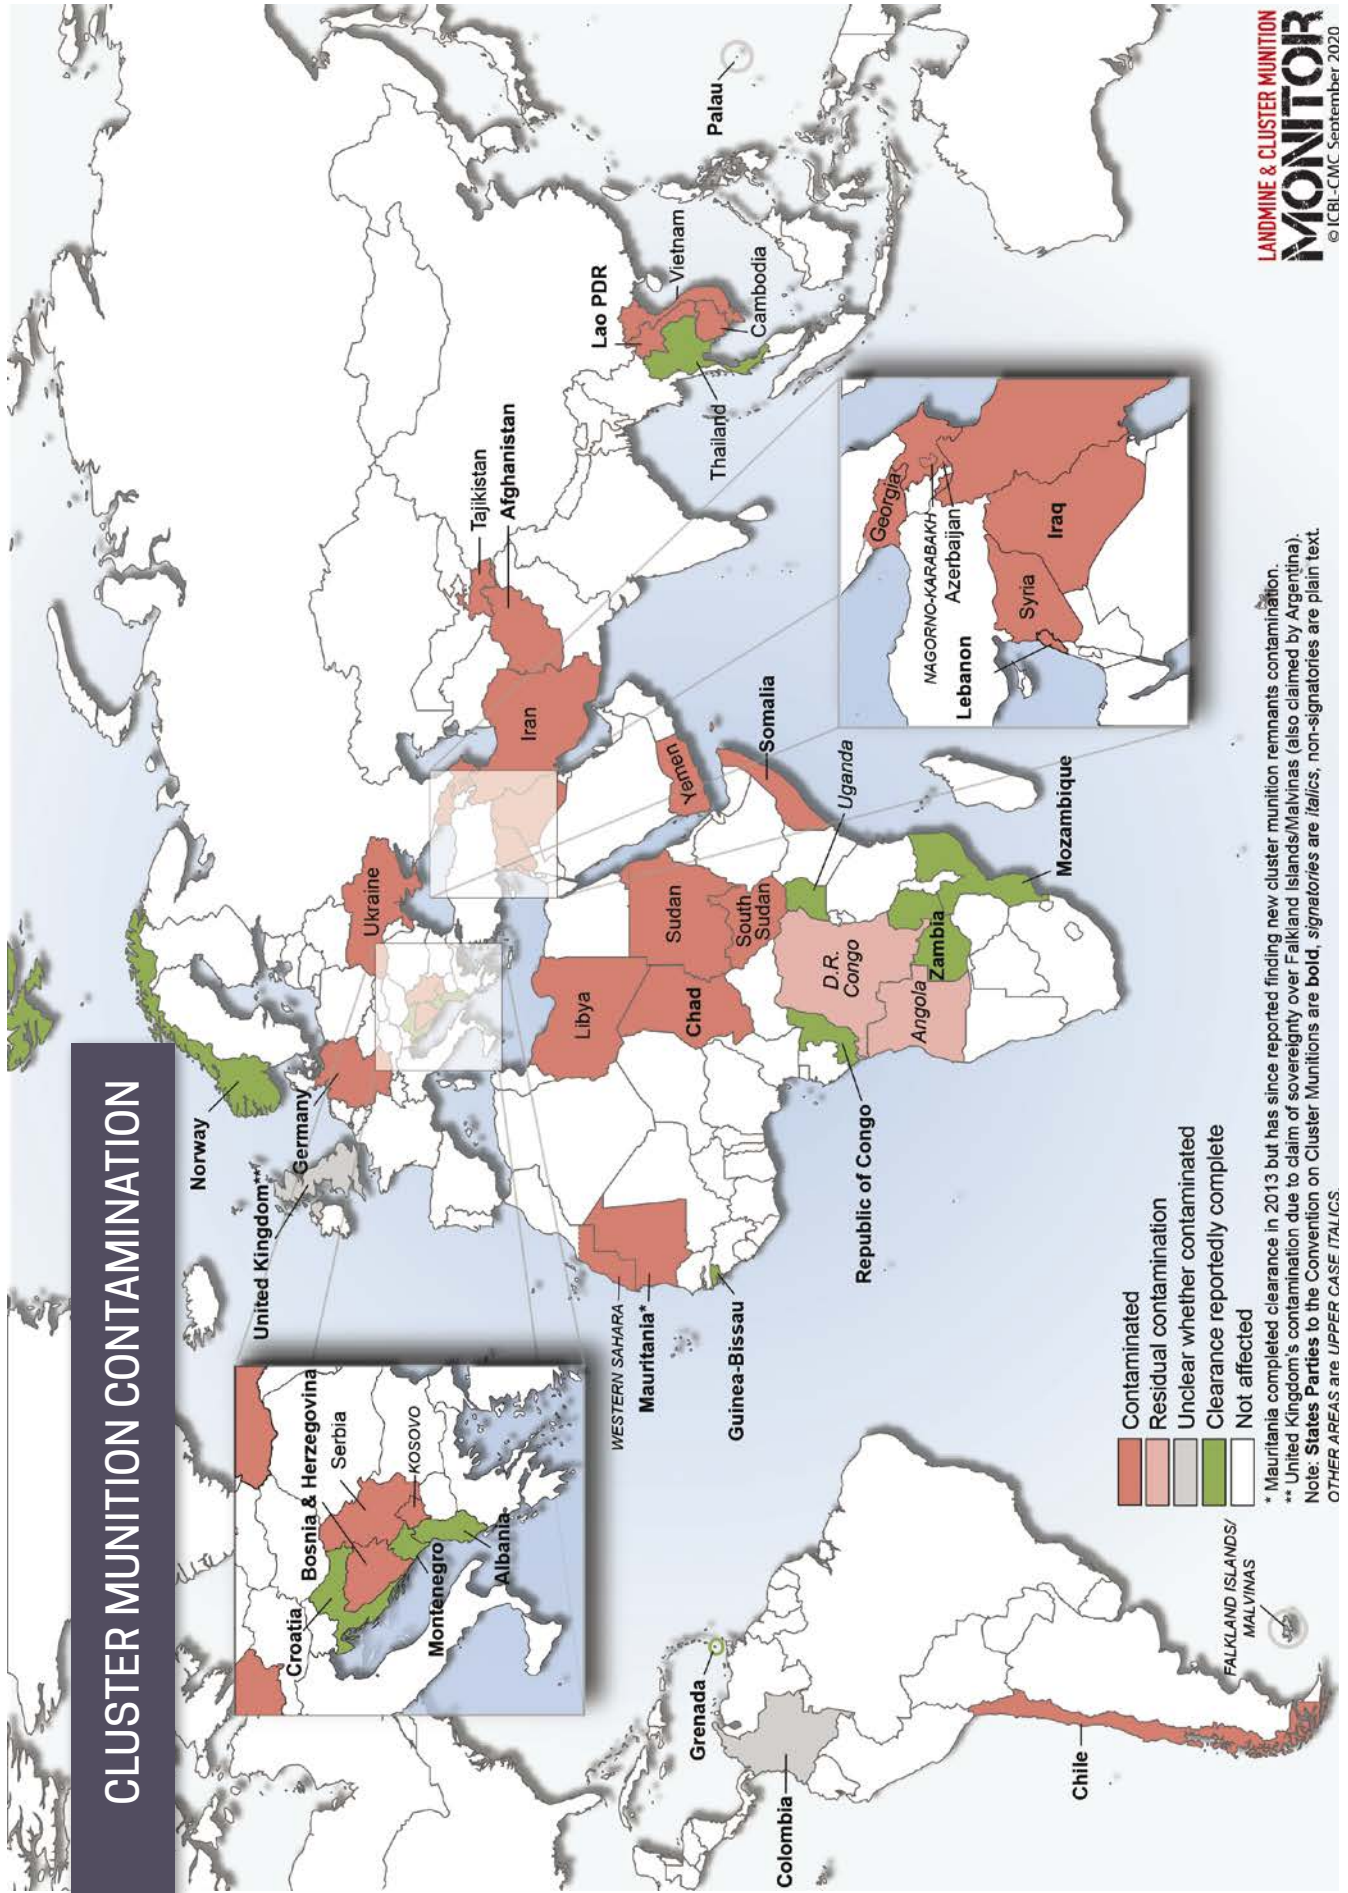 CLUSTER MUNITION CONTAMINATION
Norway
United Kingdom**
Germany
Ukraine
Croatia
Bosnia & Herzegovina
Serbia
KOSOVO
Montenegro
Albania
Tajikistan
Afghanistan
Iran
Lao PDR
Vietnam
Cambodia
Thailand
Palau
WESTERN SAHARA
Mauritania*
Guinea-Bissau
Libya
Chad
Sudan
South
Sudan
Yemen
Somalia
Uganda
D.R.
Congo
Angola
Zambia
Mozambique
Republic of Congo
Georgia
NAGORNO-KARABAKH
Azerbaijan
Lebanon
Syria
Iraq
Grenada
Colombia
Chile
FALKLAND ISLANDS/
MALVINAS
Contaminated
Residual contamination
Unclear whether contaminated
Clearance reportedly complete
Not affected
* Mauritania completed clearance in 2013 but has since reported finding new cluster munition remnants contamination.
** United Kingdom's contamination due to claim of sovereignty over Falkland Islands/Malvinas (also claimed by Argentina).
Note: States Parties to the Convention on Cluster Munitions are bold, signatories are italics, non-signatories are plain text.
OTHER AREAS are UPPER CASE ITALICS.
LANDMINE & CLUSTER MUNITION
MONITOR
© ICBL-CMC September 2020